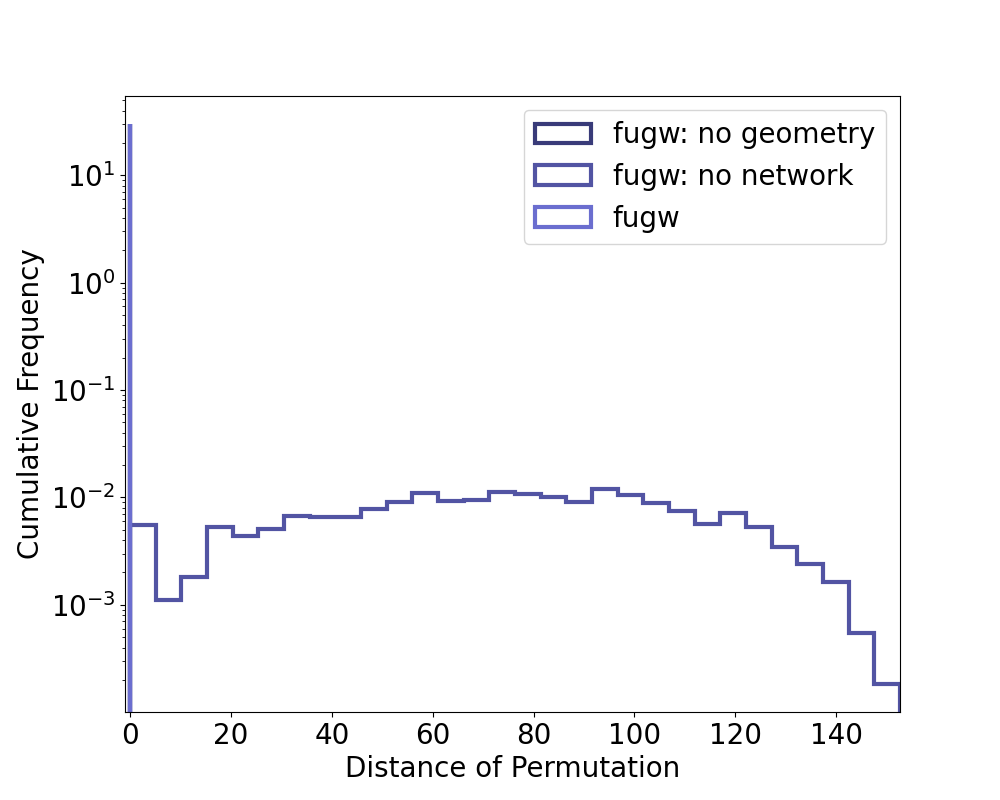 fugw: no geometry
fugw: no network
fugw
10¹
10⁰
10⁻¹
10⁻²
10⁻³
Cumulative Frequency
0 20 40 60 80 100 120 140
Distance of Permutation